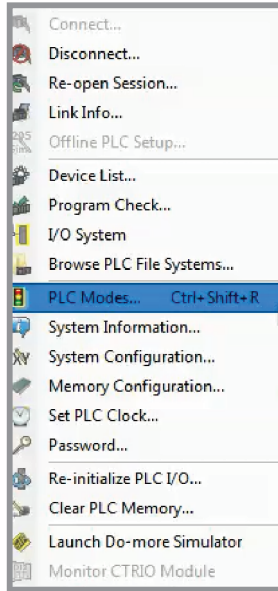 Connect...
Disconnect...
Re-open Session...
Link Info...
Offline PLC Setup...
Device List...
Program Check...
I/O System
Browse PLC File Systems...
PLC Modes... Ctrl+Shift+R
System Information...
System Configuration...
Memory Configuration...
Set PLC Clock...
Password...
Re-initialize PLC I/O...
Clear PLC Memory...
Launch Do-more Simulator
Monitor CTRIO Module